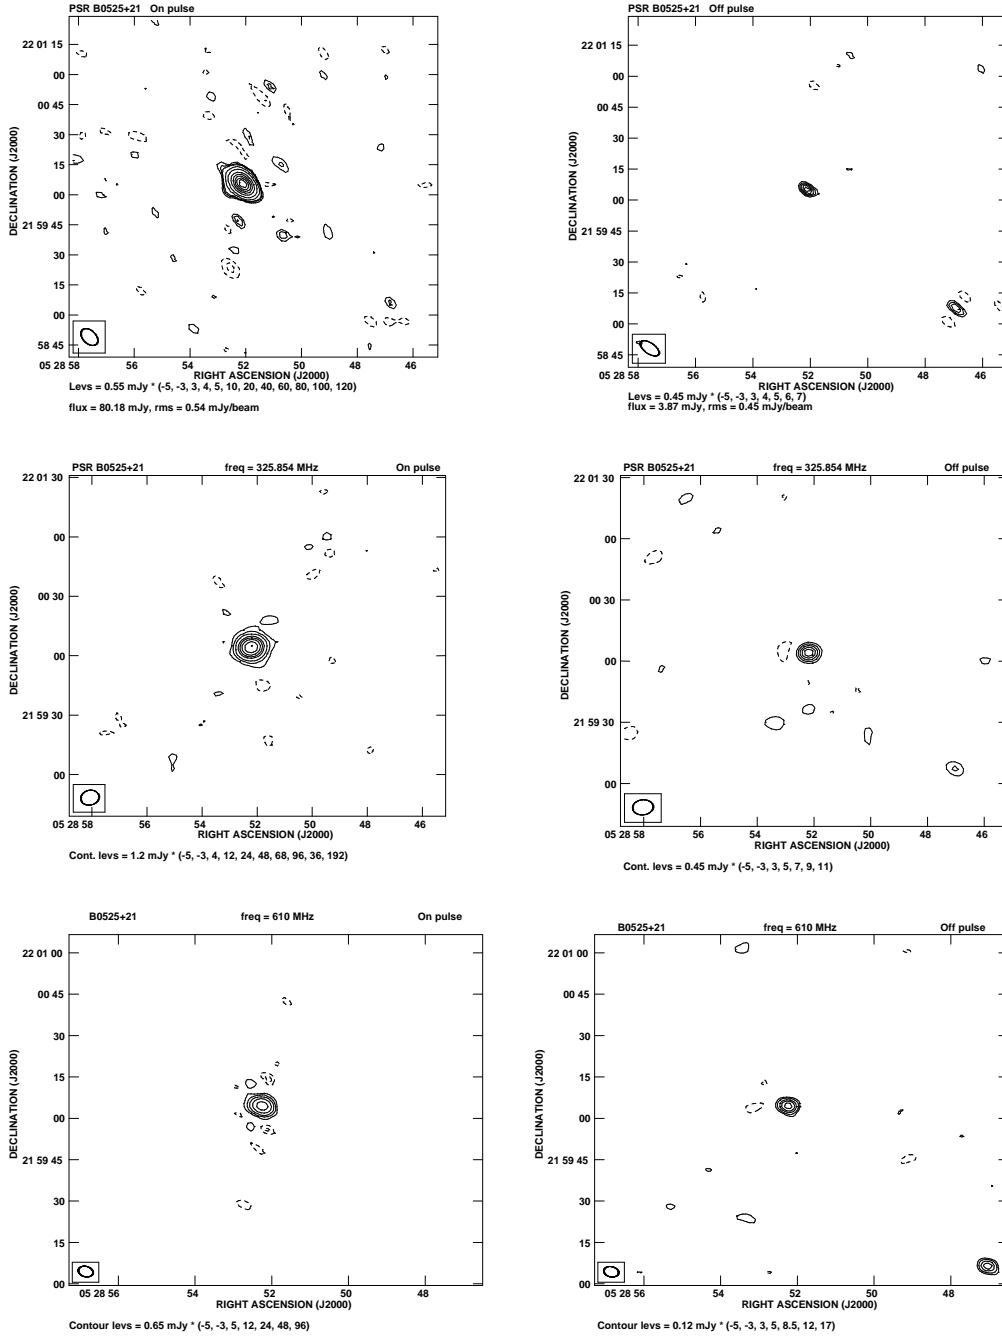 PSR B0525+21 On pulse
22 01 15
00
00 45
30
15
00
21 59 45
30
15
00
58 45
DECLINATION (J2000)
05 28 58 56 54 52 50 48 46
RIGHT ASCENSION (J2000)
Levs = 0.55 mJy * (-5, -3, 3, 4, 5, 10, 20, 40, 60, 80, 100, 120)
flux = 80.18 mJy, rms = 0.54 mJy/beam
PSR B0525+21 Off pulse
22 01 15
00
00 45
30
15
00
21 59 45
30
15
00
58 45
DECLINATION (J2000)
05 28 58 56 54 52 50 48 46
RIGHT ASCENSION (J2000)
Levs = 0.45 mJy * (-5, -3, 3, 4, 5, 6, 7)
flux = 3.87 mJy, rms = 0.45 mJy/beam
PSR B0525+21 freq = 325.854 MHz On pulse
22 01 30
00
00 30
00
21 59 30
00
DECLINATION (J2000)
05 28 58 56 54 52 50 48 46
RIGHT ASCENSION (J2000)
Cont. levs = 1.2 mJy * (-5, -3, 4, 12, 24, 48, 68, 96, 36, 192)
PSR B0525+21 freq = 325.854 MHz Off pulse
22 01 30
00
00 30
00
21 59 30
00
DECLINATION (J2000)
05 28 58 56 54 52 50 48 46
RIGHT ASCENSION (J2000)
Cont. levs = 0.45 mJy * (-5, -3, 3, 5, 7, 9, 11)
B0525+21 freq = 610 MHz On pulse
22 01 00
00 45
30
15
00
21 59 45
30
15
00
DECLINATION (J2000)
05 28 56 54 52 50 48
RIGHT ASCENSION (J2000)
Contour levs = 0.65 mJy * (-5, -3, 5, 12, 24, 48, 96)
B0525+21 freq = 610 MHz Off pulse
22 01 00
00 45
30
15
00
21 59 45
30
15
00
DECLINATION (J2000)
05 28 56 54 52 50 48
RIGHT ASCENSION (J2000)
Contour levs = 0.12 mJy * (-5, -3, 3, 5, 8.5, 12, 17)